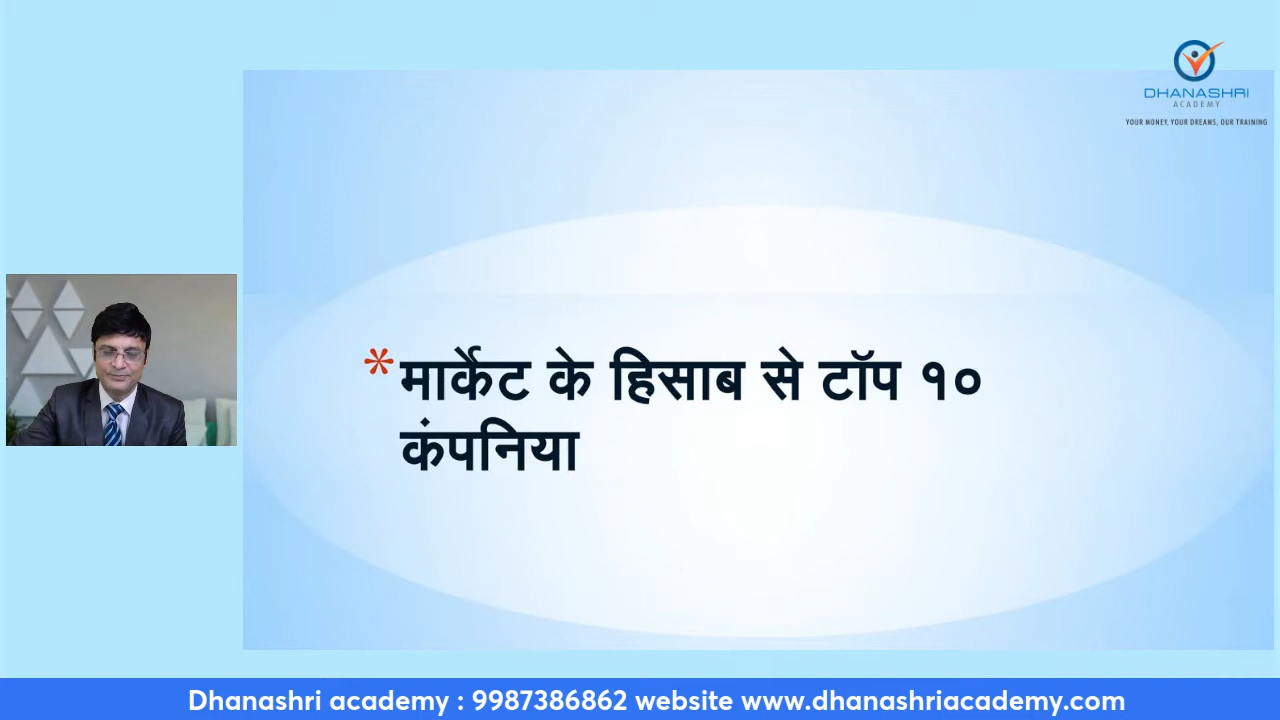 DHANASHRI
ACADEMY
YOUR MONEY, YOUR DREAMS, OUR TRAINING
* मार्केट के हिसाब से टॉप १०
कंपनिया
Dhanashri academy : 9987386862 website www.dhanashriacademy.com